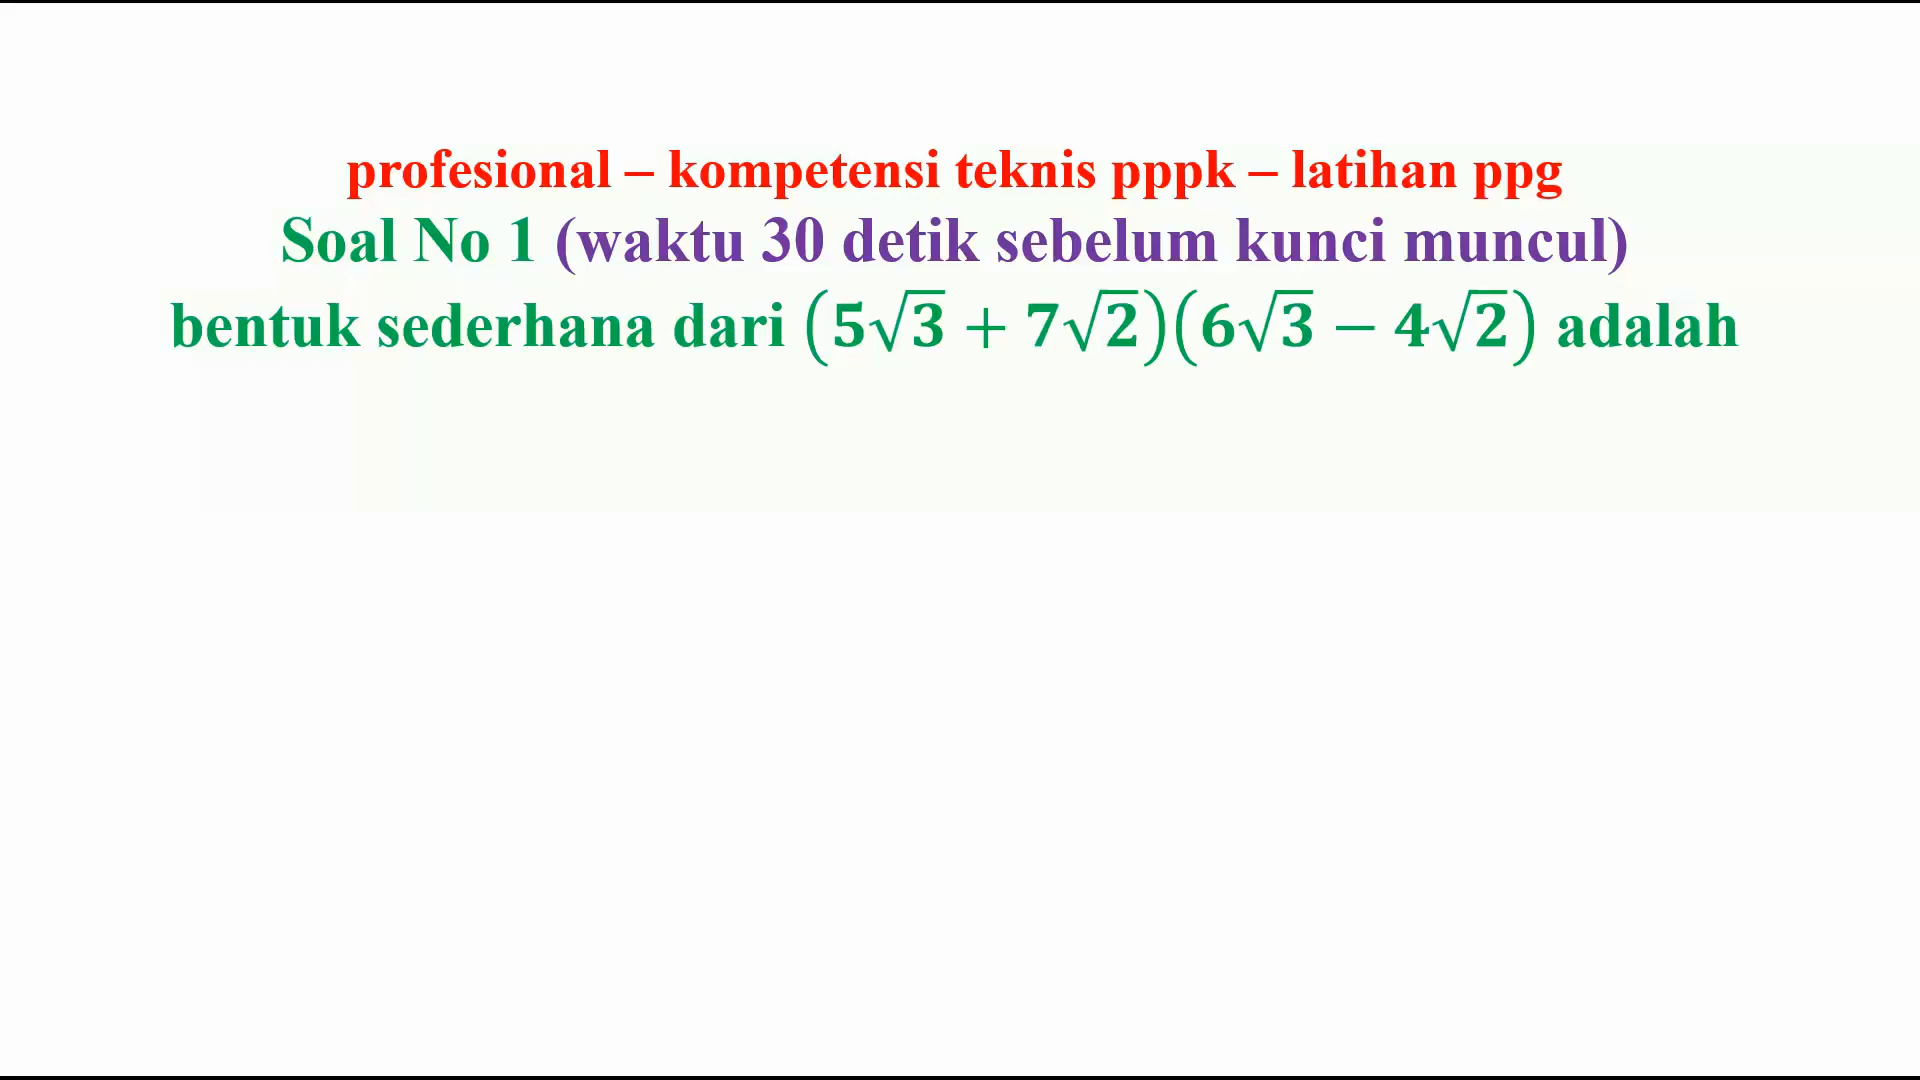 profesional – kompetensi teknis pppk – latihan ppg
Soal No 1 (waktu 30 detik sebelum kunci muncul)
bentuk sederhana dari (5√3 + 7√2)(6√3 − 4√2) adalah